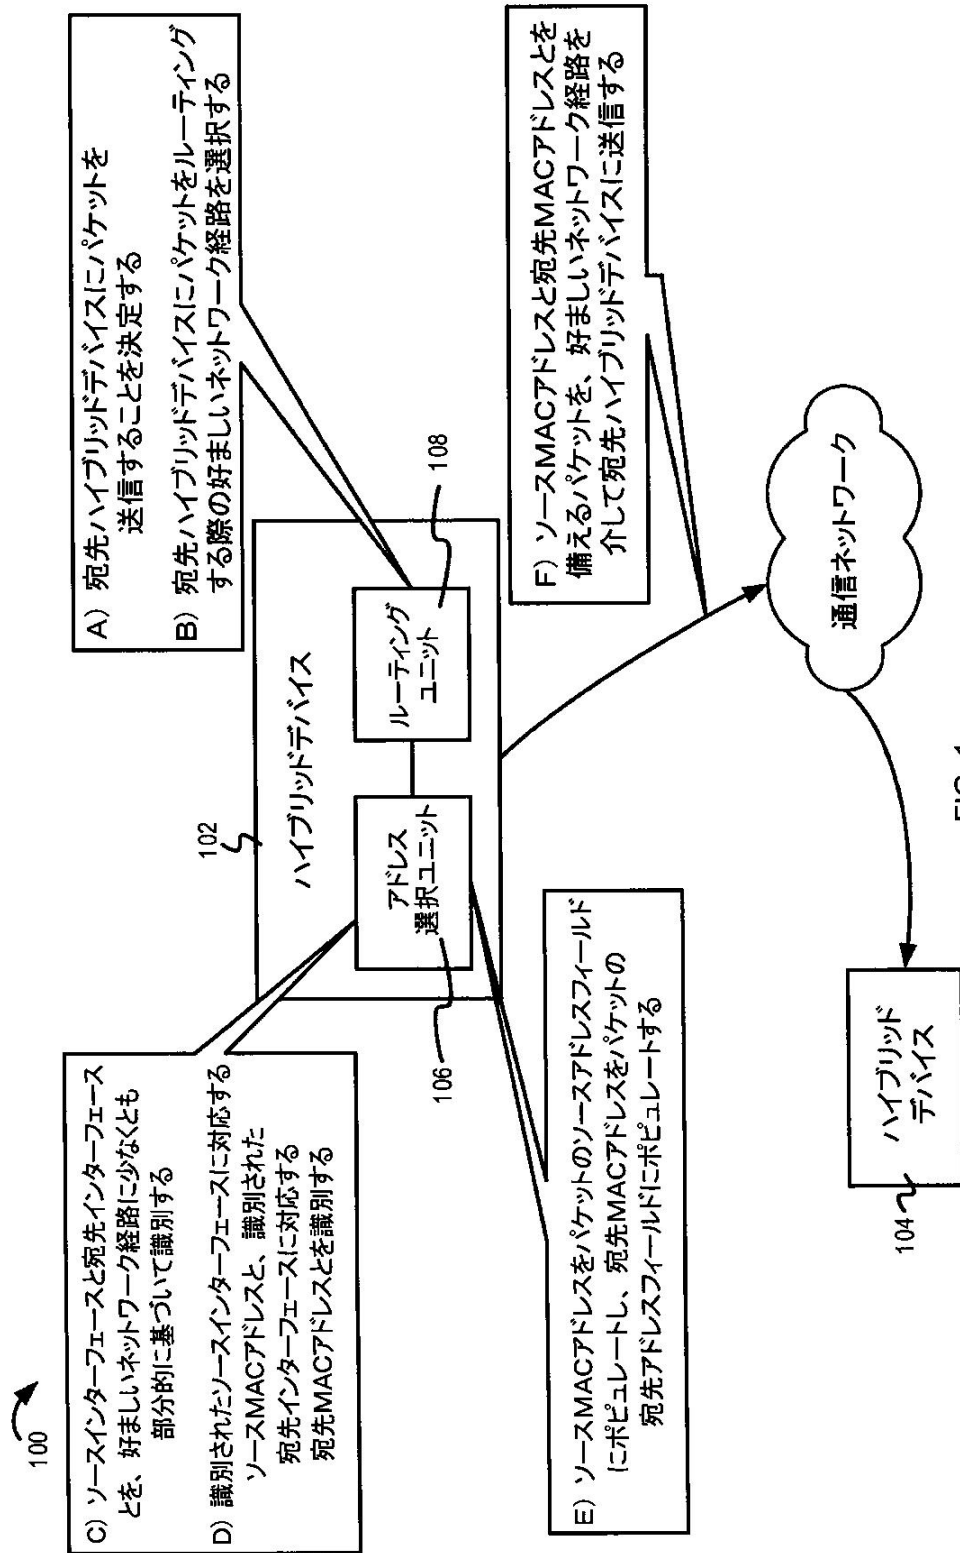 100
C) ソースインターフェースと宛先インターフェース
とを、好ましいネットワーク経路に少なくとも
部分的に基づいて識別する
D) 識別されたソースインターフェースに対応する
ソースMACアドレスと、識別された
宛先インターフェースに対応する
宛先MACアドレスとを識別する
A) 宛先ハイブリッドデバイスにパケットを
送信することを決定する
B) 宛先ハイブリッドデバイスにパケットをルーティング
する際の好ましいネットワーク経路を選択する
102
ハイブリッドデバイス
アドレス
選択ユニット
ルーティング
ユニット
106
108
E) ソースMACアドレスをパケットのソースアドレスフィールド
にポピュレートし、宛先MACアドレスをパケットの
宛先アドレスフィールドにポピュレートする
F) ソースMACアドレスと宛先MACアドレスとを
備えるパケットを、好ましいネットワーク経路を
介して宛先ハイブリッドデバイスに送信する
通信ネットワーク
104
ハイブリッド
デバイス